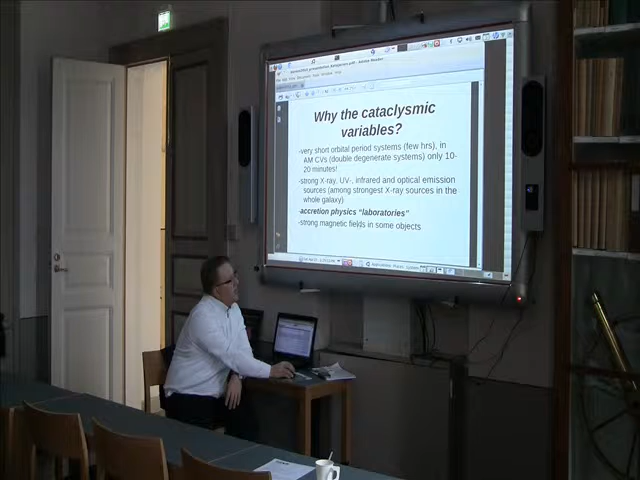 Why the cataclysmic
variables?
-very short orbital period systems (few hrs), in
AM CVs (double degenerate systems) only 10-
20 minutes!
-strong X-ray, UV-, infrared and optical emission
sources (among strongest X-ray sources in the
whole galaxy)
-accretion physics "laboratories"
-strong magnetic fields in some objects